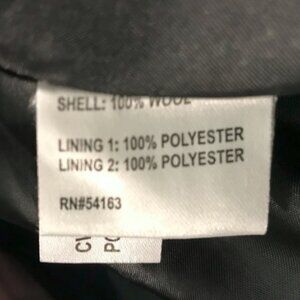 SHELL: 100% WOOL
LINING 1: 100% POLYESTER
LINING 2: 100% POLYESTER
RN#54163